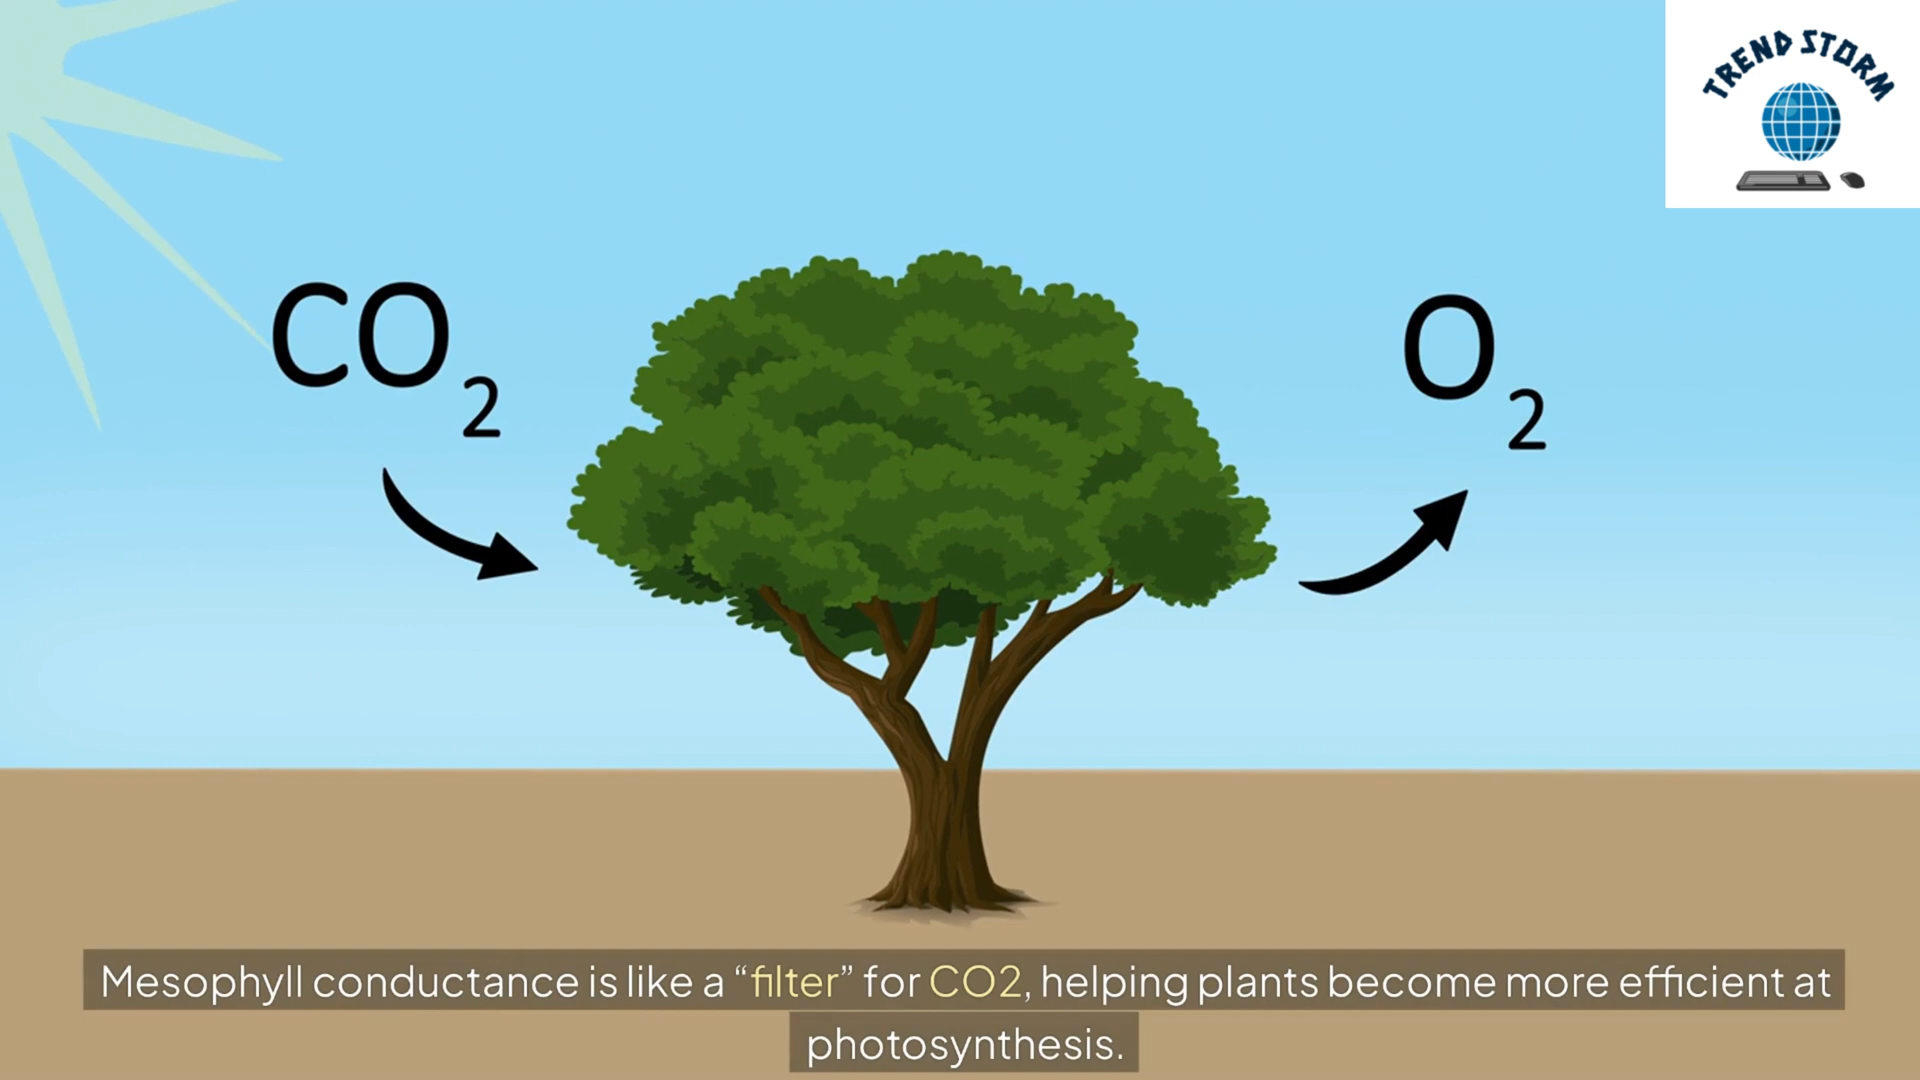 TREND STORM
CO2
O2
Mesophyll conductance is like a “filter” for CO2, helping plants become more efficient at
photosynthesis.